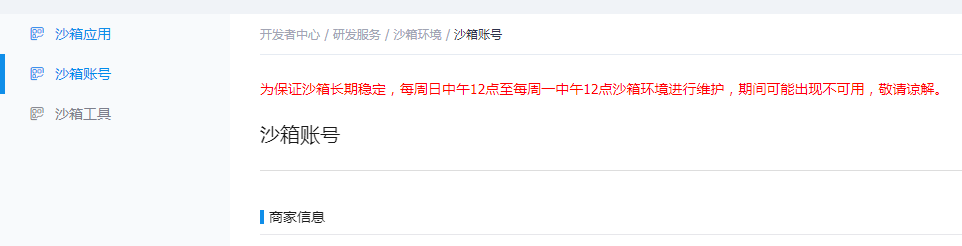 沙箱应用
沙箱账号
沙箱工具
开发者中心 / 研发服务 / 沙箱环境 / 沙箱账号
为保证沙箱长期稳定，每周日中午12点至每周一中午12点沙箱环境进行维护，期间可能出现不可用，敬请谅解。
沙箱账号
商家信息